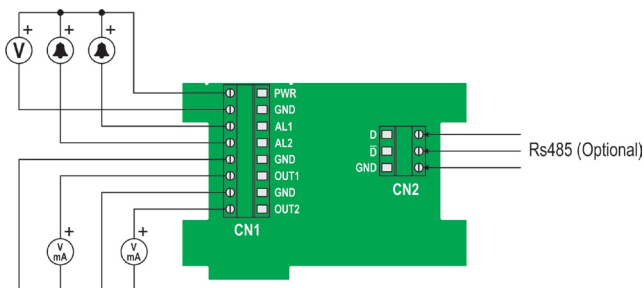 + + +
V
PWR
GND
AL1
AL2
GND
OUT1
GND
OUT2
CN1
D
D̅
GND
CN2
Rs485 (Optional)
+ +
V
mA
V
mA